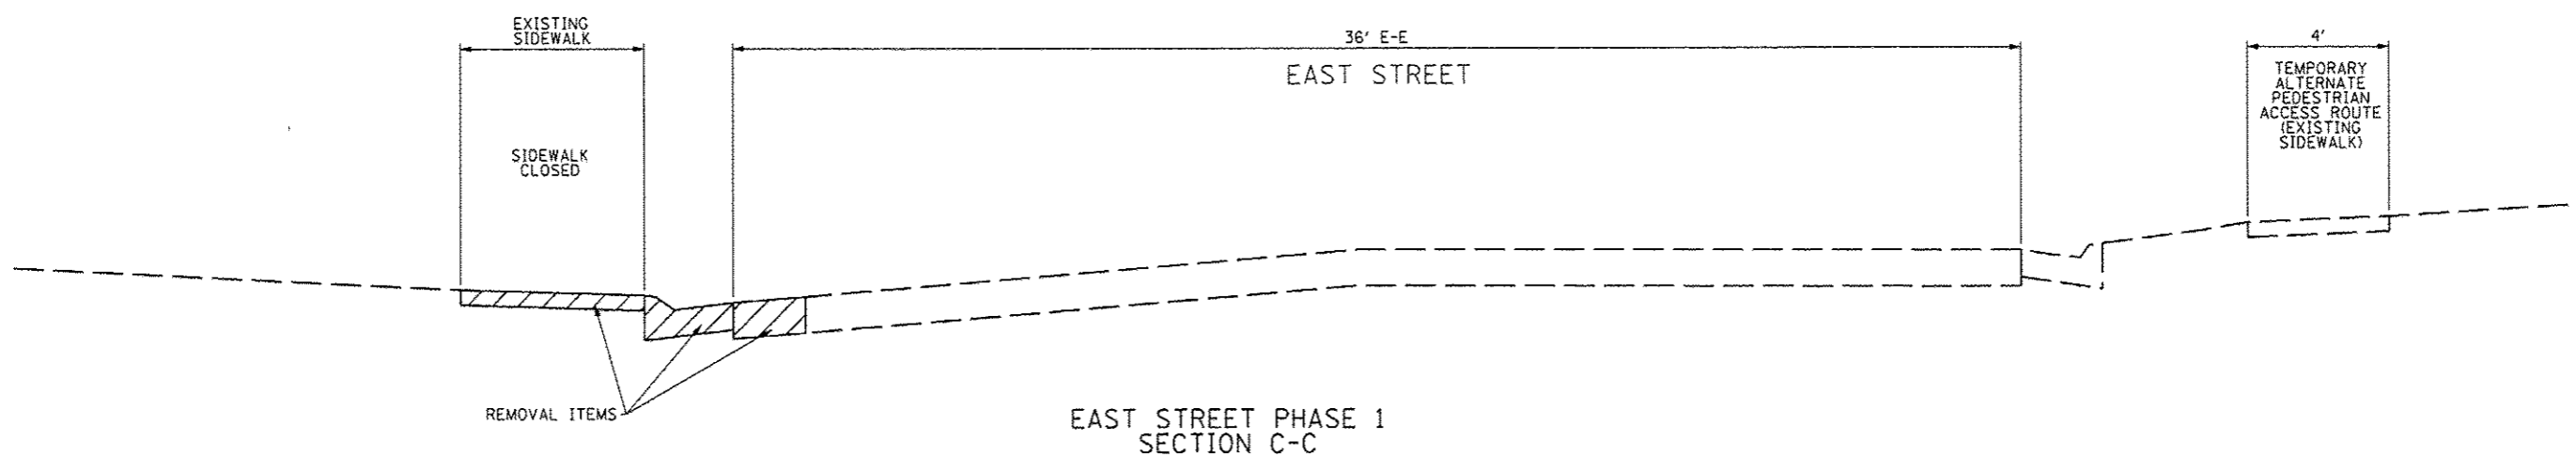 EXISTING
SIDEWALK
36' E-E
4'
EAST STREET
TEMPORARY
ALTERNATE
PEDESTRIAN
ACCESS ROUTE
(EXISTING
SIDEWALK)
SIDEWALK
CLOSED
REMOVAL ITEMS
EAST STREET PHASE 1
SECTION C-C